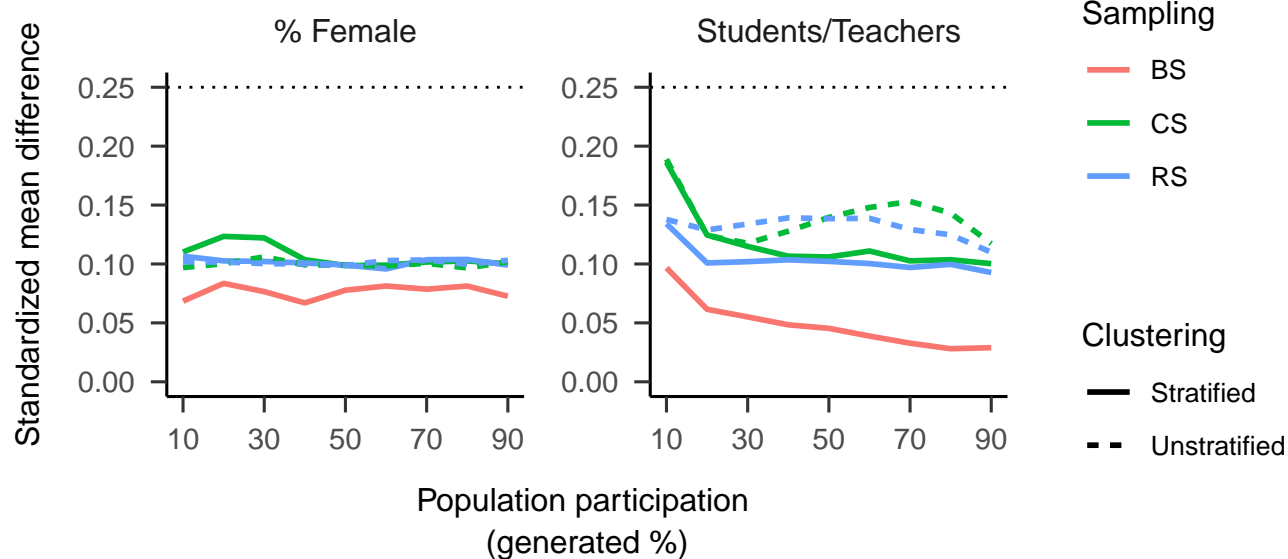 % Female
Students/Teachers
Standardized mean difference
0.25
0.20
0.15
0.10
0.05
0.00
10 30 50 70 90
0.25
0.20
0.15
0.10
0.05
0.00
10 30 50 70 90
Population participation
(generated %)
Sampling
BS
CS
RS
Clustering
Stratified
Unstratified